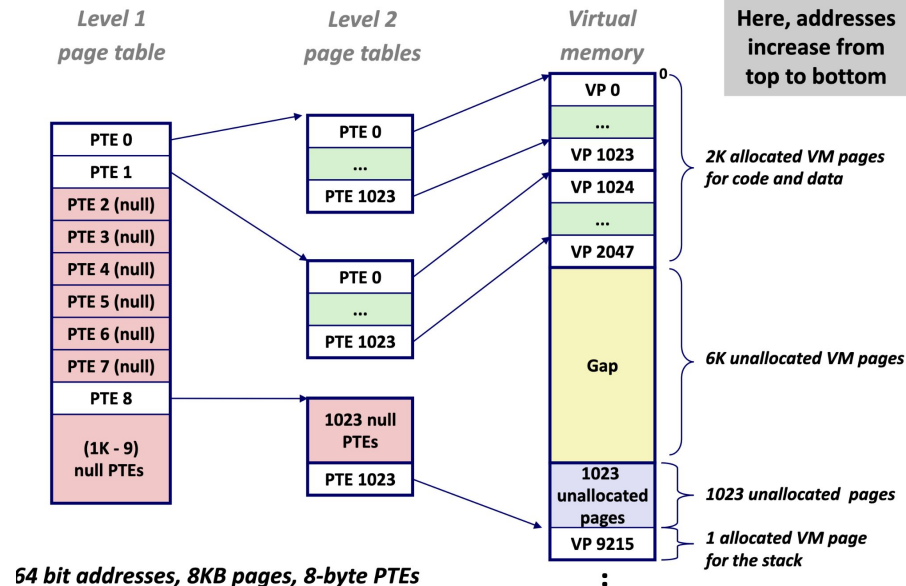 Level 1
page table
Level 2
page tables
Virtual
memory
Here, addresses
increase from
top to bottom
PTE 0
PTE 1
PTE 2 (null)
PTE 3 (null)
PTE 4 (null)
PTE 5 (null)
PTE 6 (null)
PTE 7 (null)
PTE 8
(1K - 9)
null PTEs
PTE 0
...
PTE 1023
PTE 0
...
PTE 1023
1023 null
PTEs
PTE 1023
0
VP 0
...
VP 1023
VP 1024
...
VP 2047
Gap
1023
unallocated
pages
VP 9215
2K allocated VM pages
for code and data
6K unallocated VM pages
1023 unallocated pages
1 allocated VM page
for the stack
64 bit addresses, 8KB pages, 8-byte PTEs